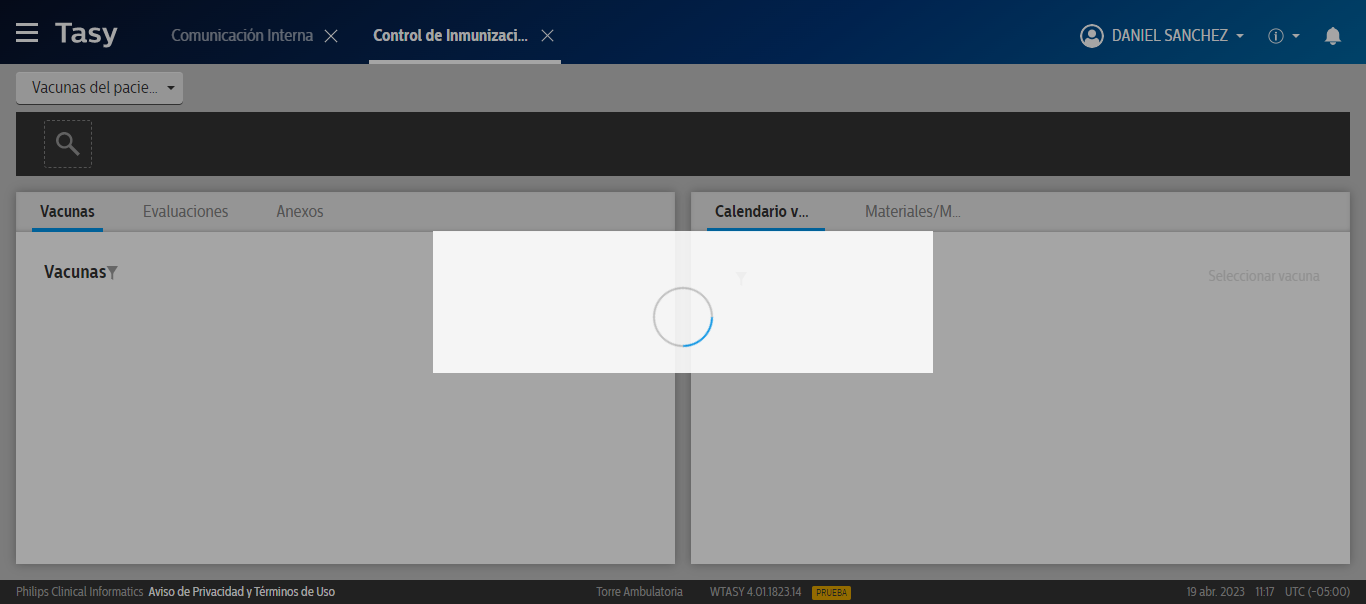 Tasy
Comunicación Interna
Control de Inmunizaci...
DANIEL SANCHEZ
Vacunas del pacie...
Vacunas
Evaluaciones
Anexos
Calendario v...
Materiales/M...
Vacunas
Seleccionar vacuna
Philips Clinical Informatics Aviso de Privacidad y Términos de Uso
Torre Ambulatoria
WTASY 4.01.1823.14
PRUEBA
19 abr. 2023
11:17
UTC (-05:00)